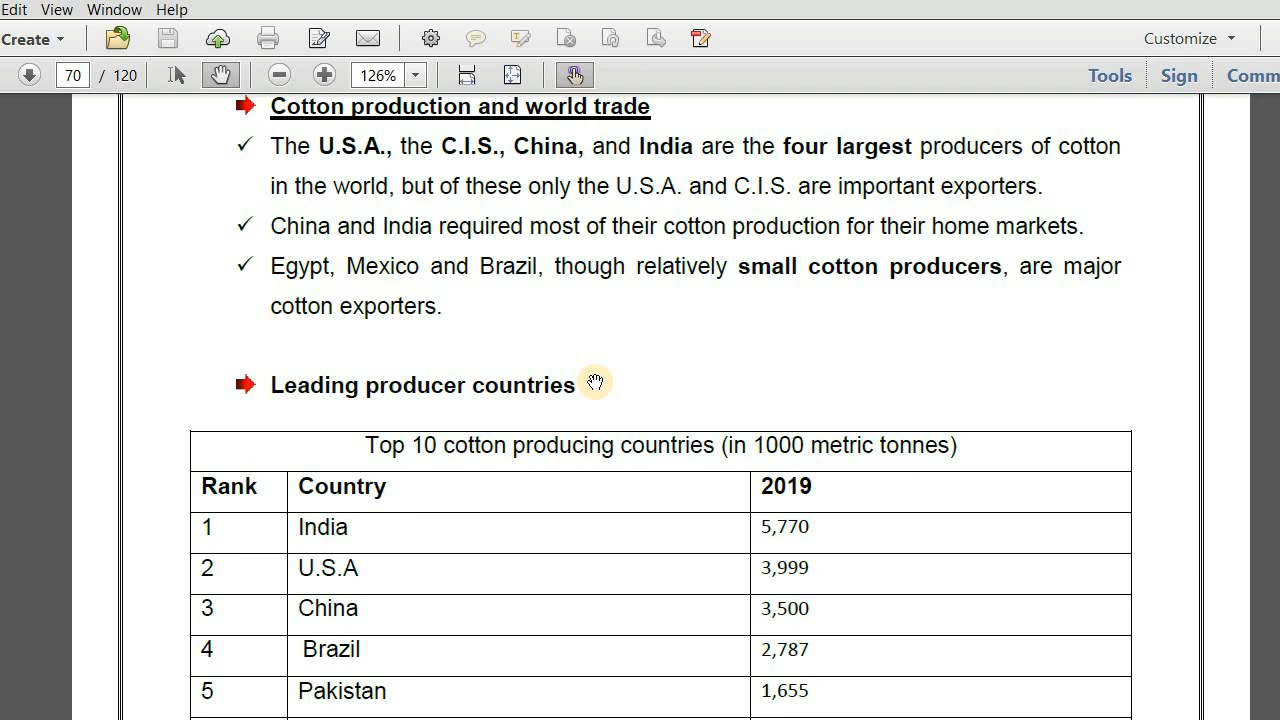 Edit View Window Help
Create Customize
70 / 120 126% Tools Sign Comm
Cotton production and world trade
✓ The U.S.A., the C.I.S., China, and India are the four largest producers of cotton
in the world, but of these only the U.S.A. and C.I.S. are important exporters.
✓ China and India required most of their cotton production for their home markets.
✓ Egypt, Mexico and Brazil, though relatively small cotton producers, are major
cotton exporters.
Leading producer countries
Top 10 cotton producing countries (in 1000 metric tonnes)
Rank Country 2019
1 India 5,770
2 U.S.A 3,999
3 China 3,500
4 Brazil 2,787
5 Pakistan 1,655